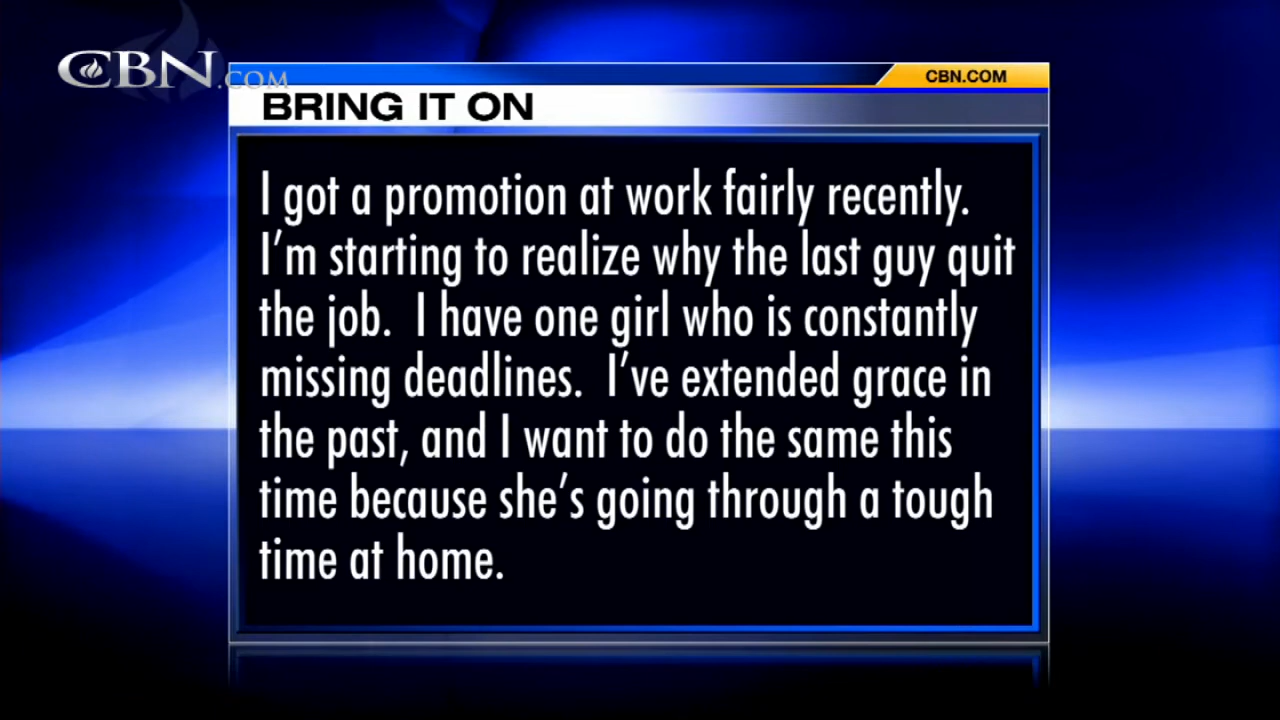 CBN.COM
CBN.COM
BRING IT ON
I got a promotion at work fairly recently.
I'm starting to realize why the last guy quit
the job.  I have one girl who is constantly
missing deadlines.  I've extended grace in
the past, and I want to do the same this
time because she's going through a tough
time at home.